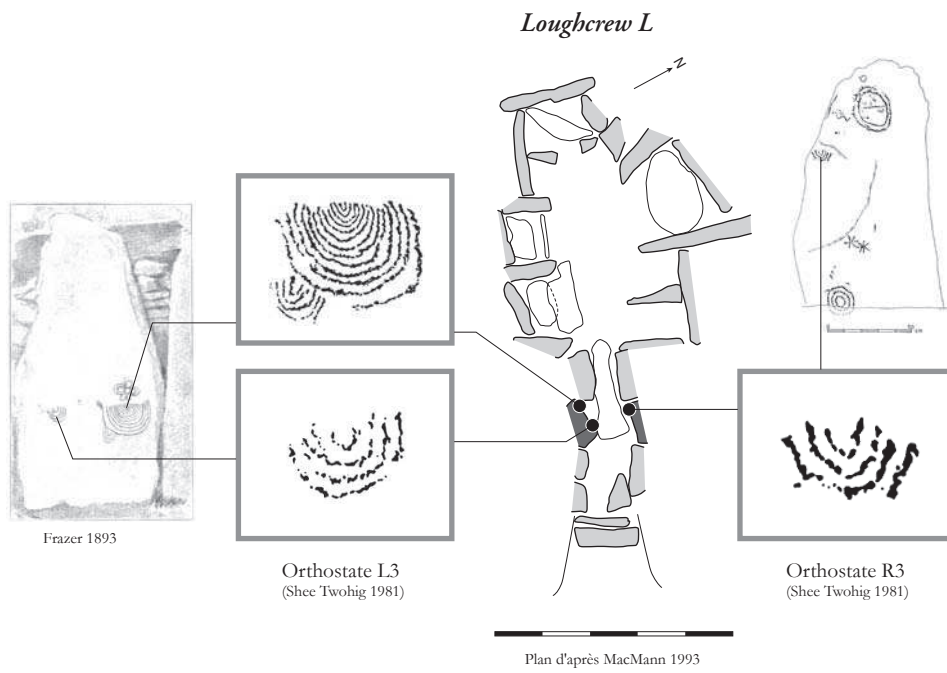 Loughcrew L
N
Frazer 1893
Orthostate L3
(Shee Twohig 1981)
Orthostate R3
(Shee Twohig 1981)
Plan d'après MacMann 1993